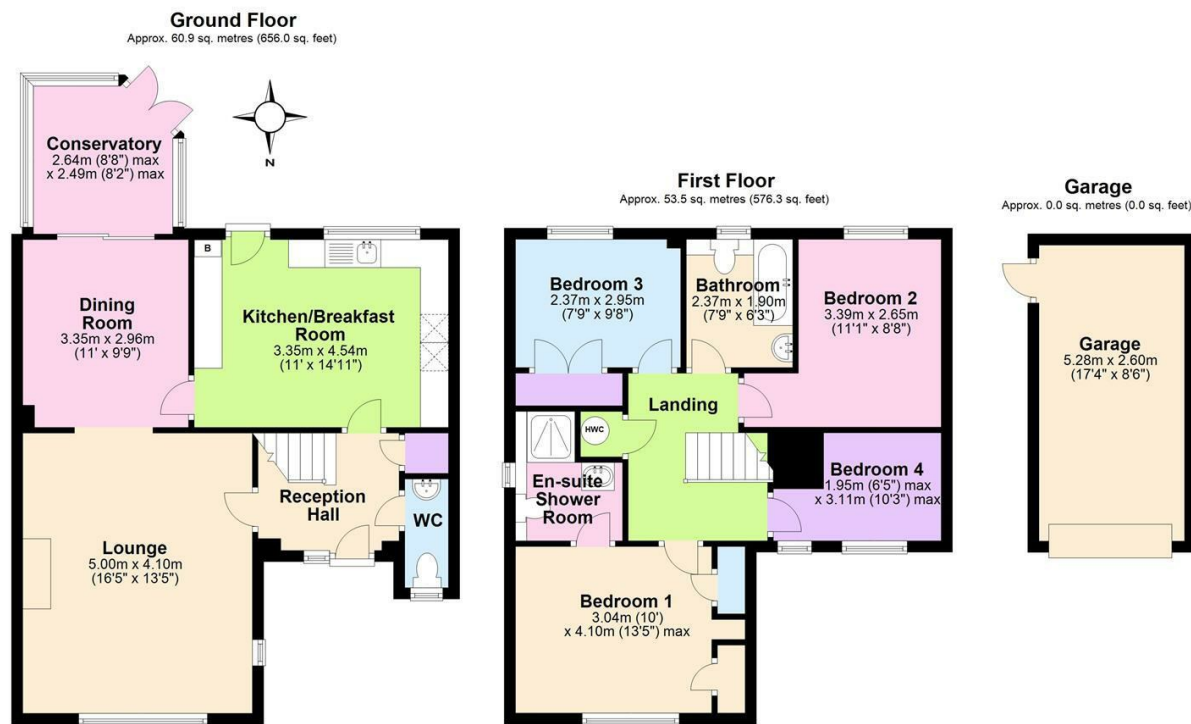 Ground Floor
Approx. 60.9 sq. metres (656.0 sq. feet)
Conservatory
2.64m (8'8") max
x 2.49m (8'2") max
N
B
Dining
Room
3.35m x 2.96m
(11' x 9'9")
Kitchen/Breakfast
Room
3.35m x 4.54m
(11' x 14'11")
Reception
Hall
WC
Lounge
5.00m x 4.10m
(16'5" x 13'5")
First Floor
Approx. 53.5 sq. metres (576.3 sq. feet)
Bedroom 3
2.37m x 2.95m
(7'9" x 9'8")
Bathroom
2.37m x 1.90m
(7'9" x 6'3")
Bedroom 2
3.39m x 2.65m
(11'1" x 8'8")
Landing
HWC
En-suite
Shower
Room
Bedroom 4
1.95m (6'5") max
x 3.11m (10'3") max
Bedroom 1
3.04m (10')
x 4.10m (13'5") max
Garage
Approx. 0.0 sq. metres (0.0 sq. feet)
Garage
5.28m x 2.60m
(17'4" x 8'6")